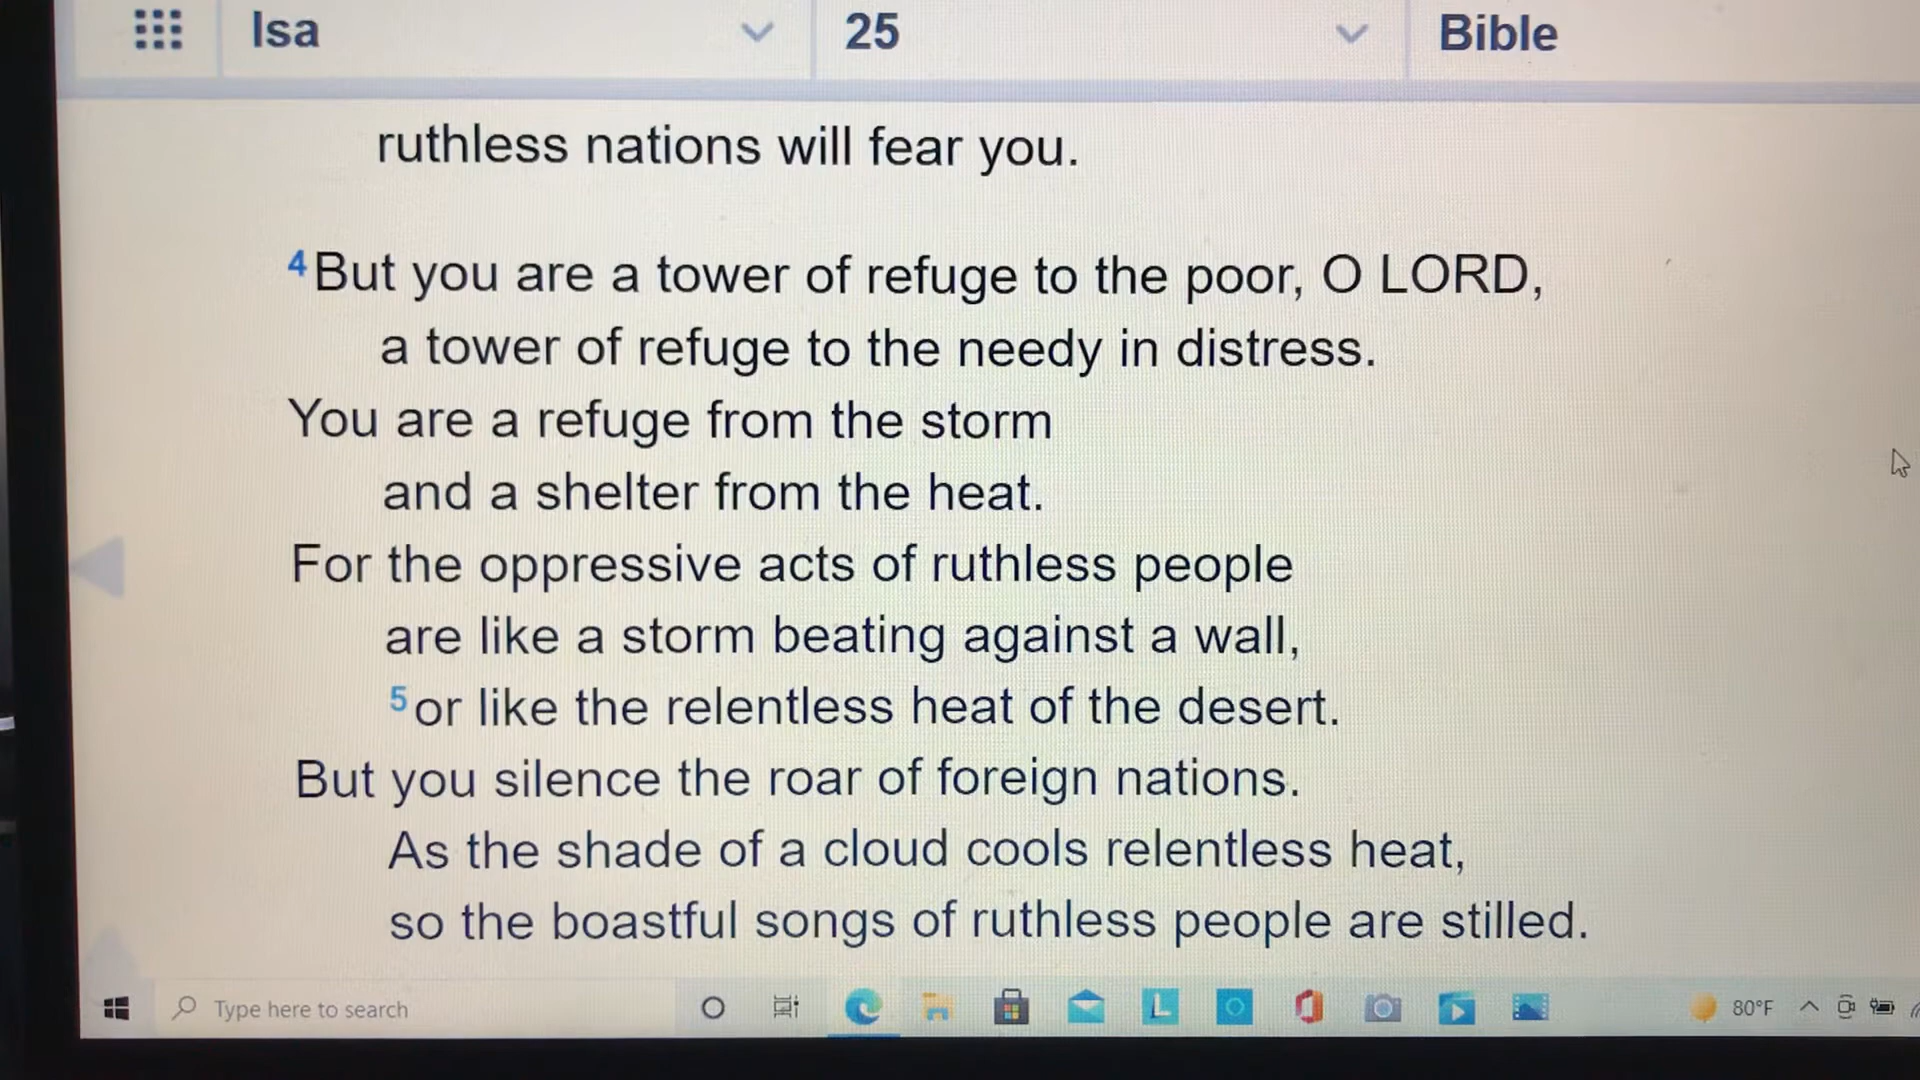 Isa 25 Bible
ruthless nations will fear you.
4 But you are a tower of refuge to the poor, O LORD,
a tower of refuge to the needy in distress.
You are a refuge from the storm
and a shelter from the heat.
For the oppressive acts of ruthless people
are like a storm beating against a wall,
5 or like the relentless heat of the desert.
But you silence the roar of foreign nations.
As the shade of a cloud cools relentless heat,
so the boastful songs of ruthless people are stilled.
Type here to search L 80°F